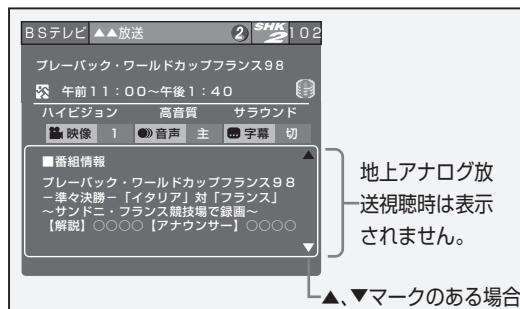 BSテレビ ▲▲放送 2 SHK2 102
プレーバック・ワールドカップフランス98
午前11:00〜午後1:40
ハイビジョン 高音質 サラウンド
映像 1 音声 主 字幕 切
■番組情報
プレーバック・ワールドカップフランス98
−準々決勝−「イタリア」対「フランス」
〜サンドニ・フランス競技場で録画〜
【解説】○○○○【アナウンサー】○○○○
地上アナログ放
送視聴時は表示
されません。
▲、▼マークのある場合